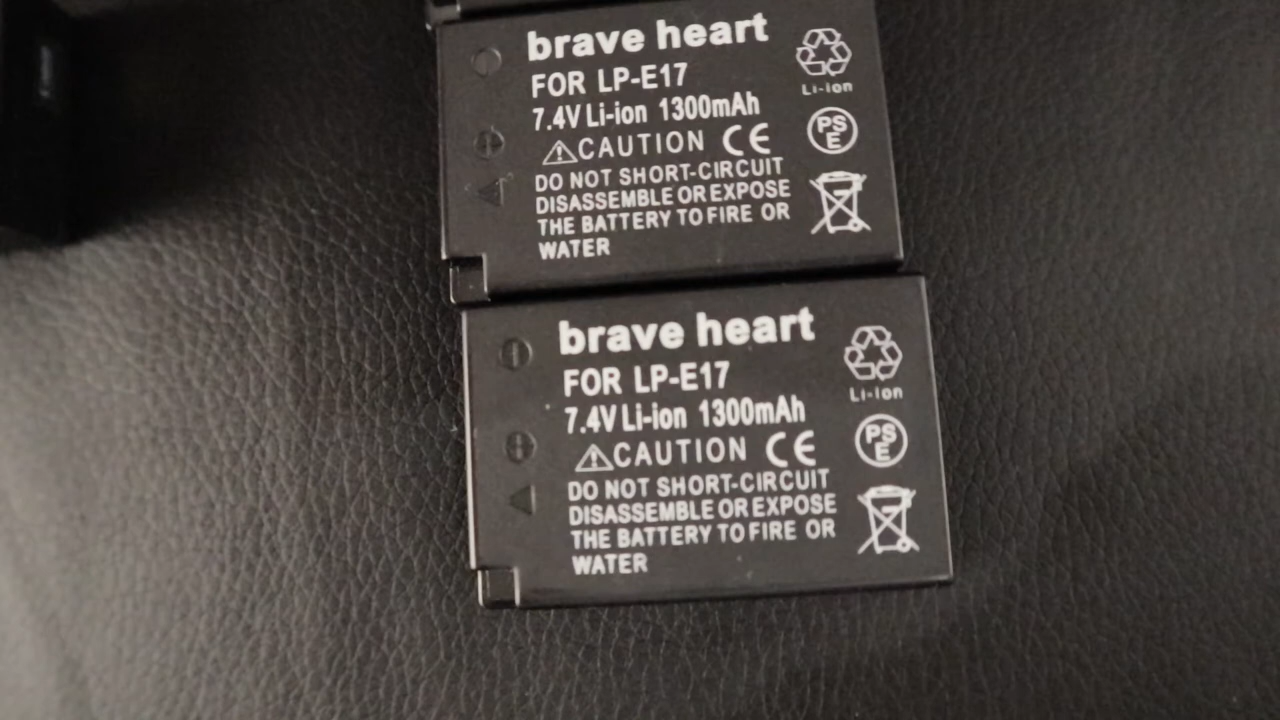 brave heart
FOR LP-E17
7.4V Li-ion 1300mAh
CAUTION CE
DO NOT SHORT-CIRCUIT
DISASSEMBLE OR EXPOSE
THE BATTERY TO FIRE OR
WATER
Li-ion
PS
E
brave heart
FOR LP-E17
7.4V Li-ion 1300mAh
CAUTION CE
DO NOT SHORT-CIRCUIT
DISASSEMBLE OR EXPOSE
THE BATTERY TO FIRE OR
WATER
Li-ion
PS
E